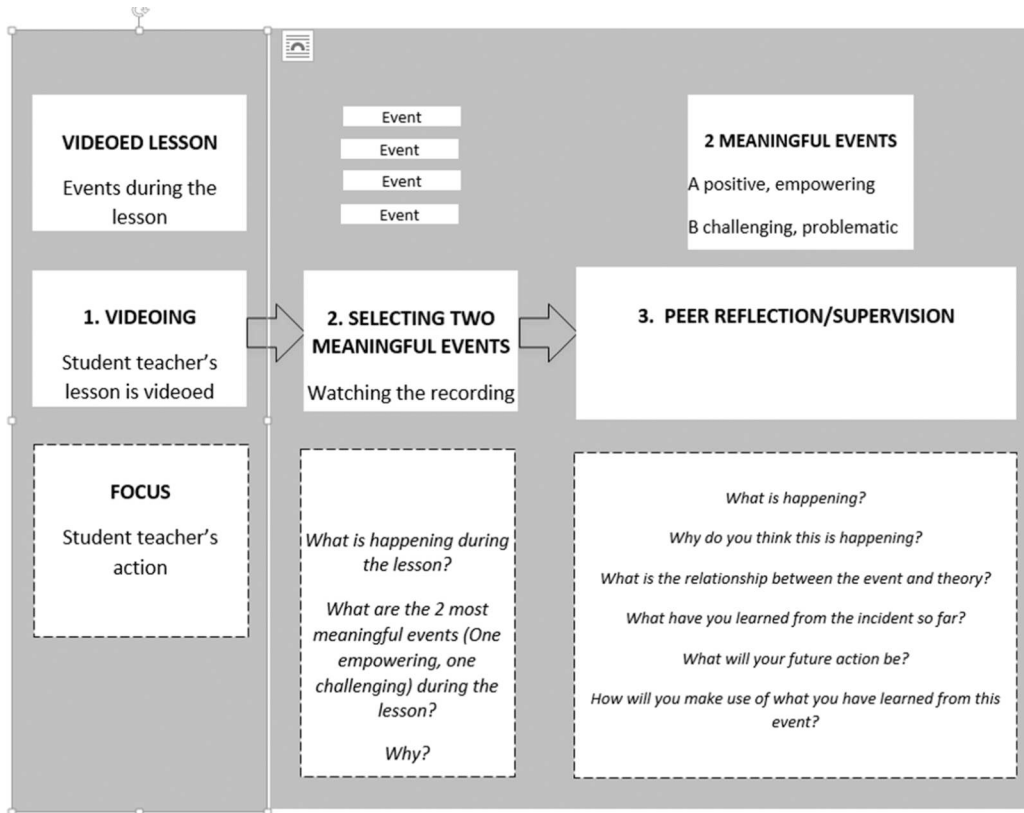 VIDEOED LESSON
Events during the
lesson
Event
Event
Event
Event
2 MEANINGFUL EVENTS
A positive, empowering
B challenging, problematic
1. VIDEOING
Student teacher's
lesson is videoed
2. SELECTING TWO
MEANINGFUL EVENTS
Watching the recording
3. PEER REFLECTION/SUPERVISION
FOCUS
Student teacher's
action
What is happening during
the lesson?
What are the 2 most
meaningful events (One
empowering, one
challenging) during the
lesson?
Why?
What is happening?
Why do you think this is happening?
What is the relationship between the event and theory?
What have you learned from the incident so far?
What will your future action be?
How will you make use of what you have learned from this
event?